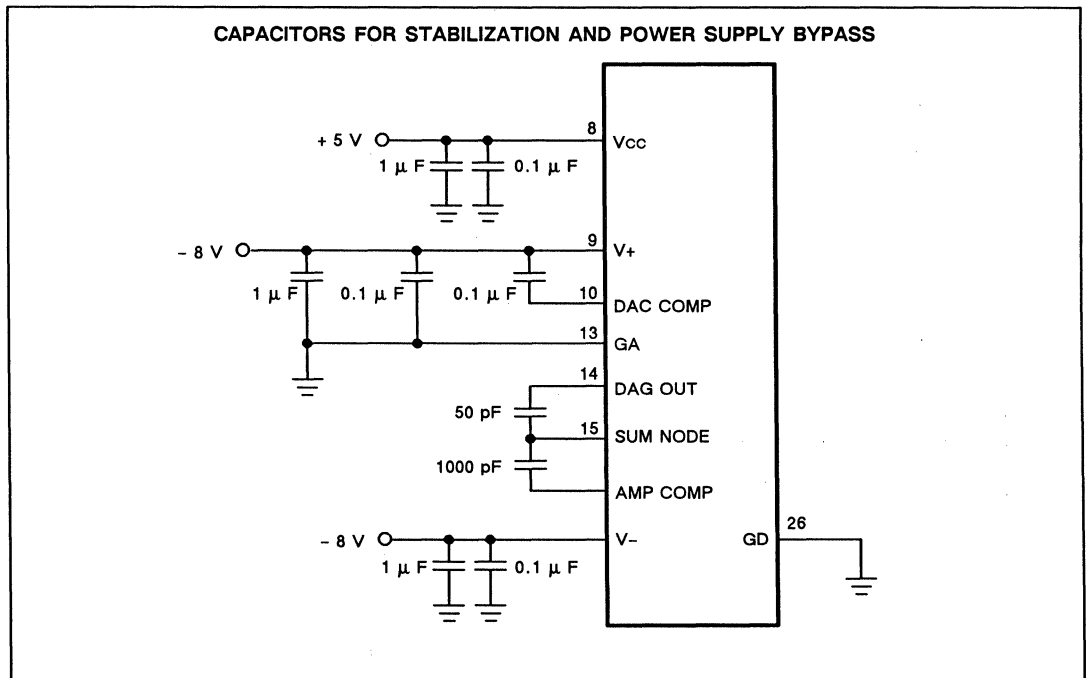 CAPACITORS FOR STABILIZATION AND POWER SUPPLY BYPASS
+ 5 V
8
VCC
1 μ F
0.1 μ F
- 8 V
9
V+
1 μ F
0.1 μ F
0.1 μ F
10
DAC COMP
13
GA
14
DAG OUT
50 pF
15
SUM NODE
1000 pF
AMP COMP
- 8 V
V-
GD
26
1 μ F
0.1 μ F